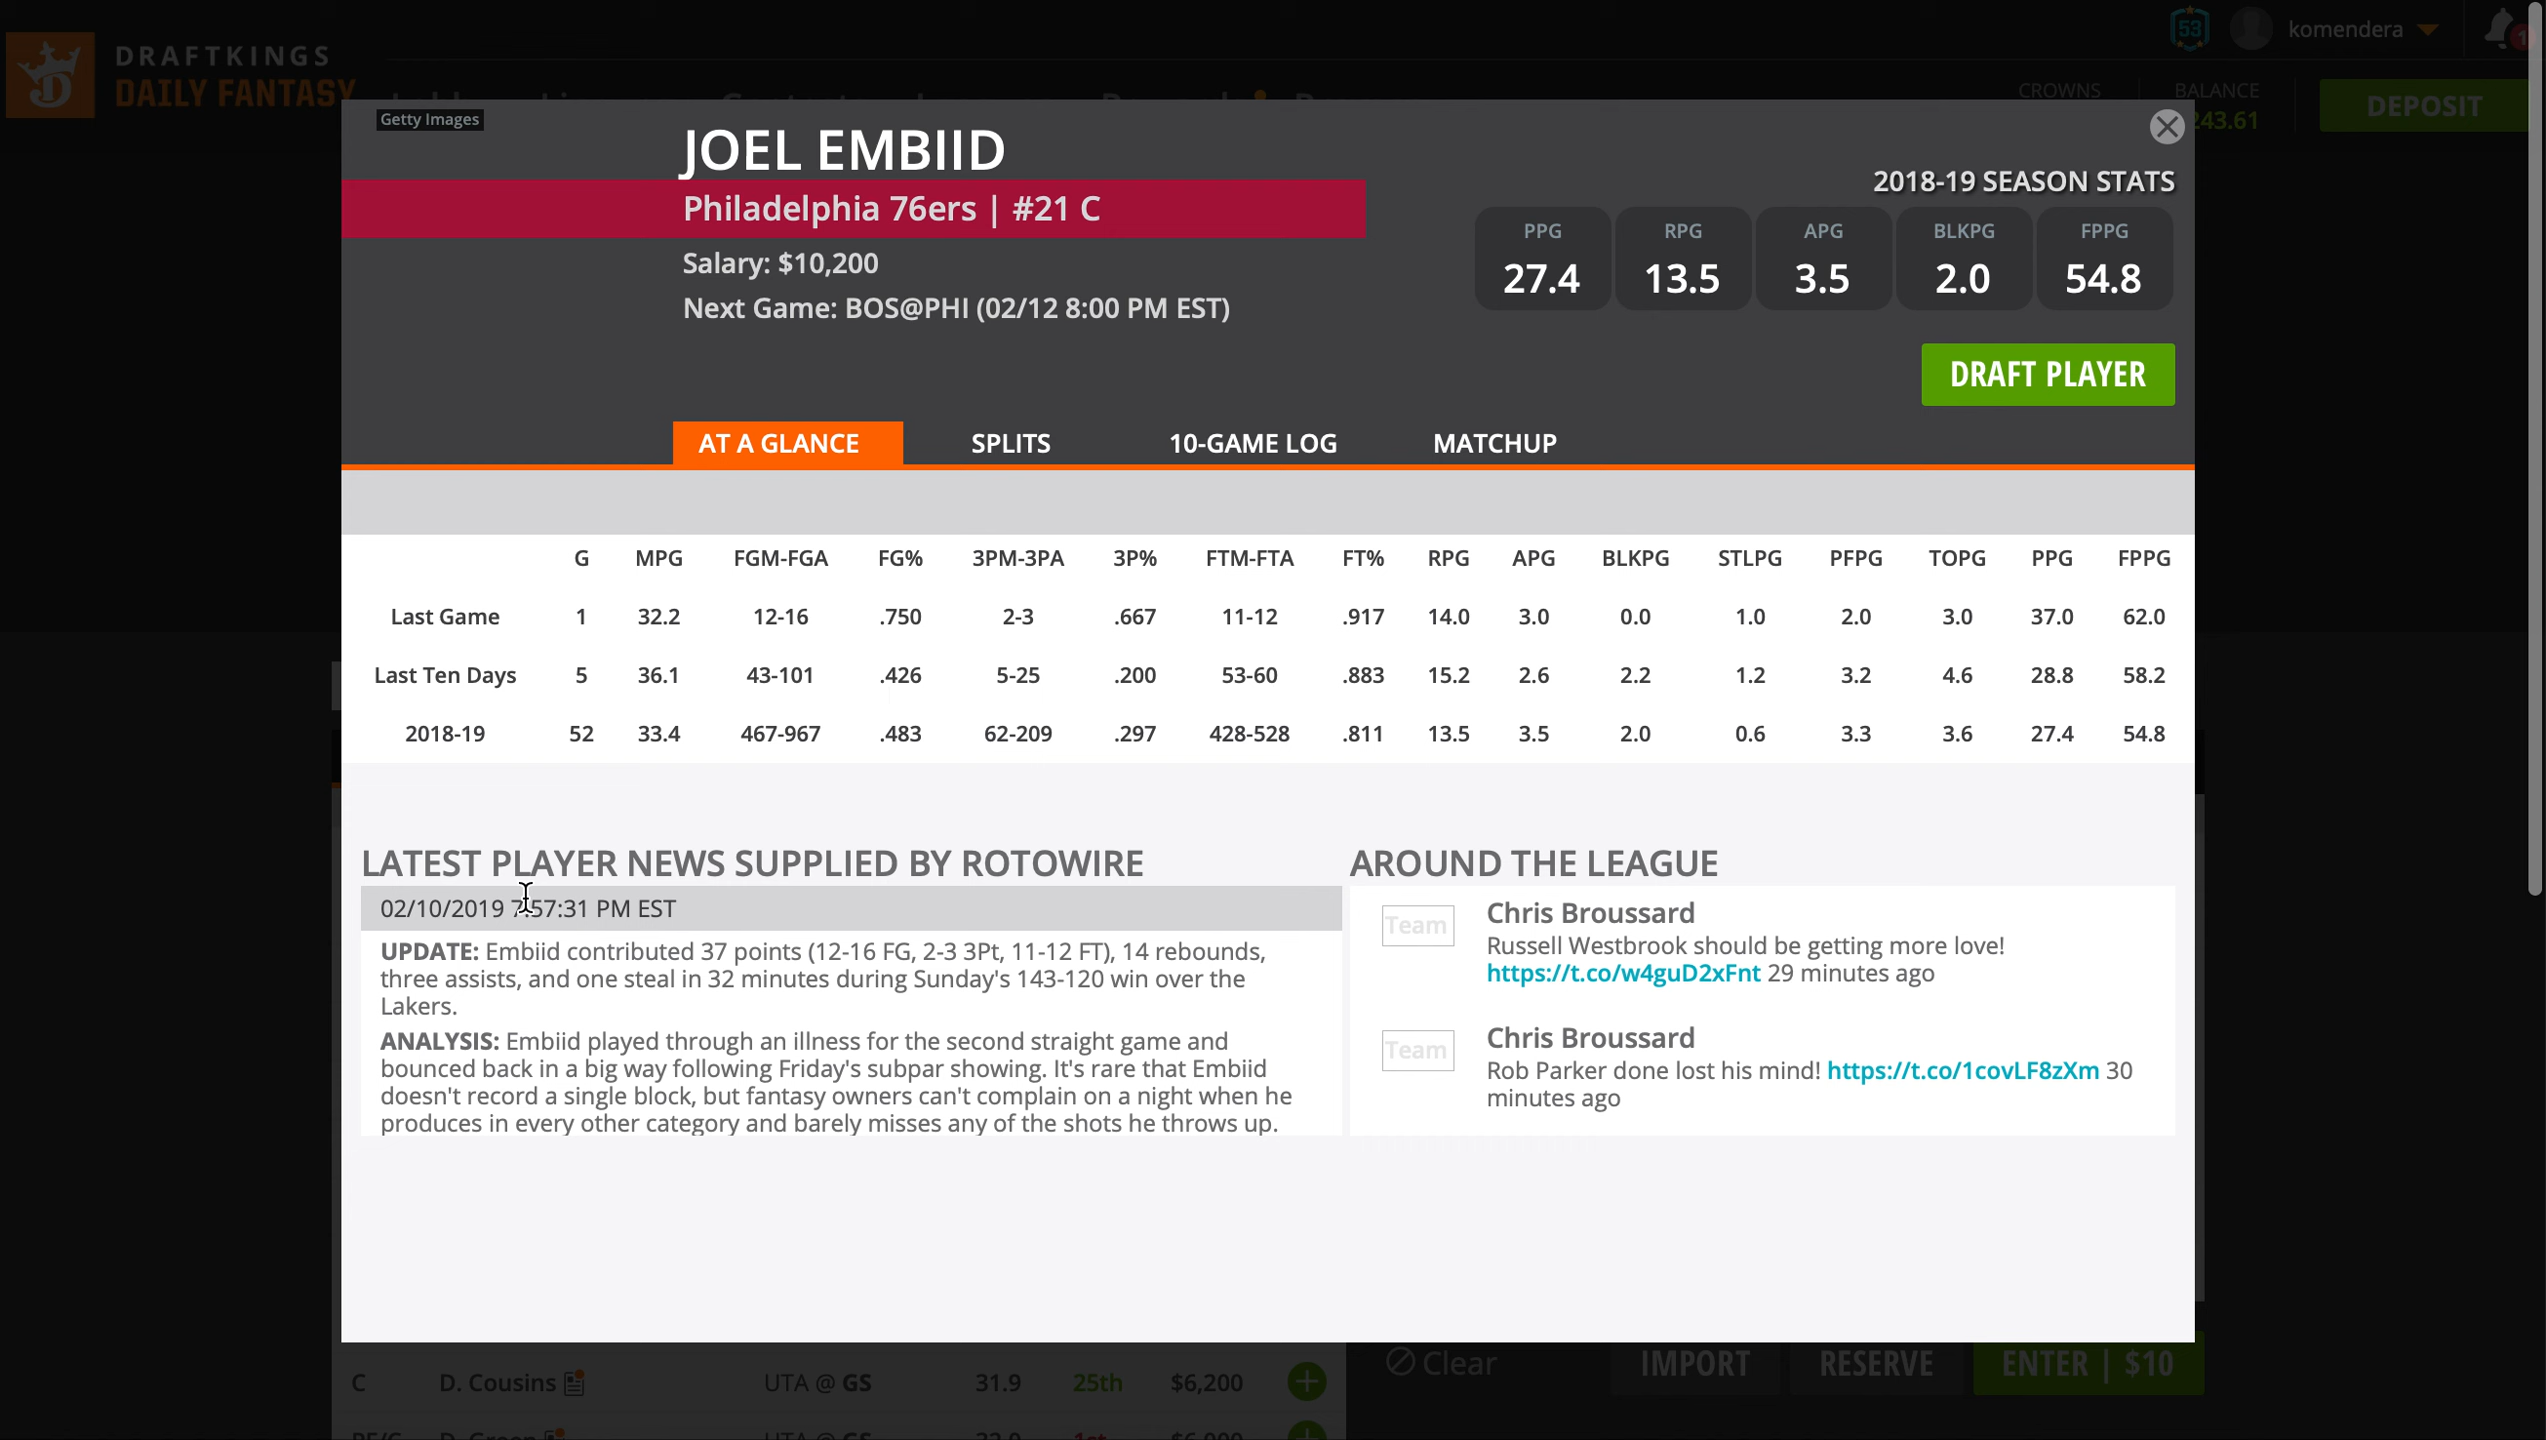 DRAFTKINGS
DAILY FANTASY
53
komendera
1
CROWNS
BALANCE
243.61
DEPOSIT
Getty Images
JOEL EMBIID
Philadelphia 76ers | #21 C
Salary: $10,200
Next Game: BOS@PHI (02/12 8:00 PM EST)
2018-19 SEASON STATS
PPG RPG APG BLKPG FPPG
27.4 13.5 3.5 2.0 54.8
DRAFT PLAYER
AT A GLANCE SPLITS 10-GAME LOG MATCHUP
G MPG FGM-FGA FG% 3PM-3PA 3P% FTM-FTA FT% RPG APG BLKPG STLPG PFPG TOPG PPG FPPG
Last Game 1 32.2 12-16 .750 2-3 .667 11-12 .917 14.0 3.0 0.0 1.0 2.0 3.0 37.0 62.0
Last Ten Days 5 36.1 43-101 .426 5-25 .200 53-60 .883 15.2 2.6 2.2 1.2 3.2 4.6 28.8 58.2
2018-19 52 33.4 467-967 .483 62-209 .297 428-528 .811 13.5 3.5 2.0 0.6 3.3 3.6 27.4 54.8
LATEST PLAYER NEWS SUPPLIED BY ROTOWIRE
02/10/2019 7:57:31 PM EST
UPDATE: Embiid contributed 37 points (12-16 FG, 2-3 3Pt, 11-12 FT), 14 rebounds,
three assists, and one steal in 32 minutes during Sunday's 143-120 win over the
Lakers.
ANALYSIS: Embiid played through an illness for the second straight game and
bounced back in a big way following Friday's subpar showing. It's rare that Embiid
doesn't record a single block, but fantasy owners can't complain on a night when he
produces in every other category and barely misses any of the shots he throws up.
AROUND THE LEAGUE
Team
Chris Broussard
Russell Westbrook should be getting more love!
https://t.co/w4guD2xFnt 29 minutes ago
Team
Chris Broussard
Rob Parker done lost his mind! https://t.co/1covLF8zXm 30
minutes ago
C D. Cousins UTA @ GS 31.9 25th $6,200
Clear IMPORT RESERVE ENTER | $10